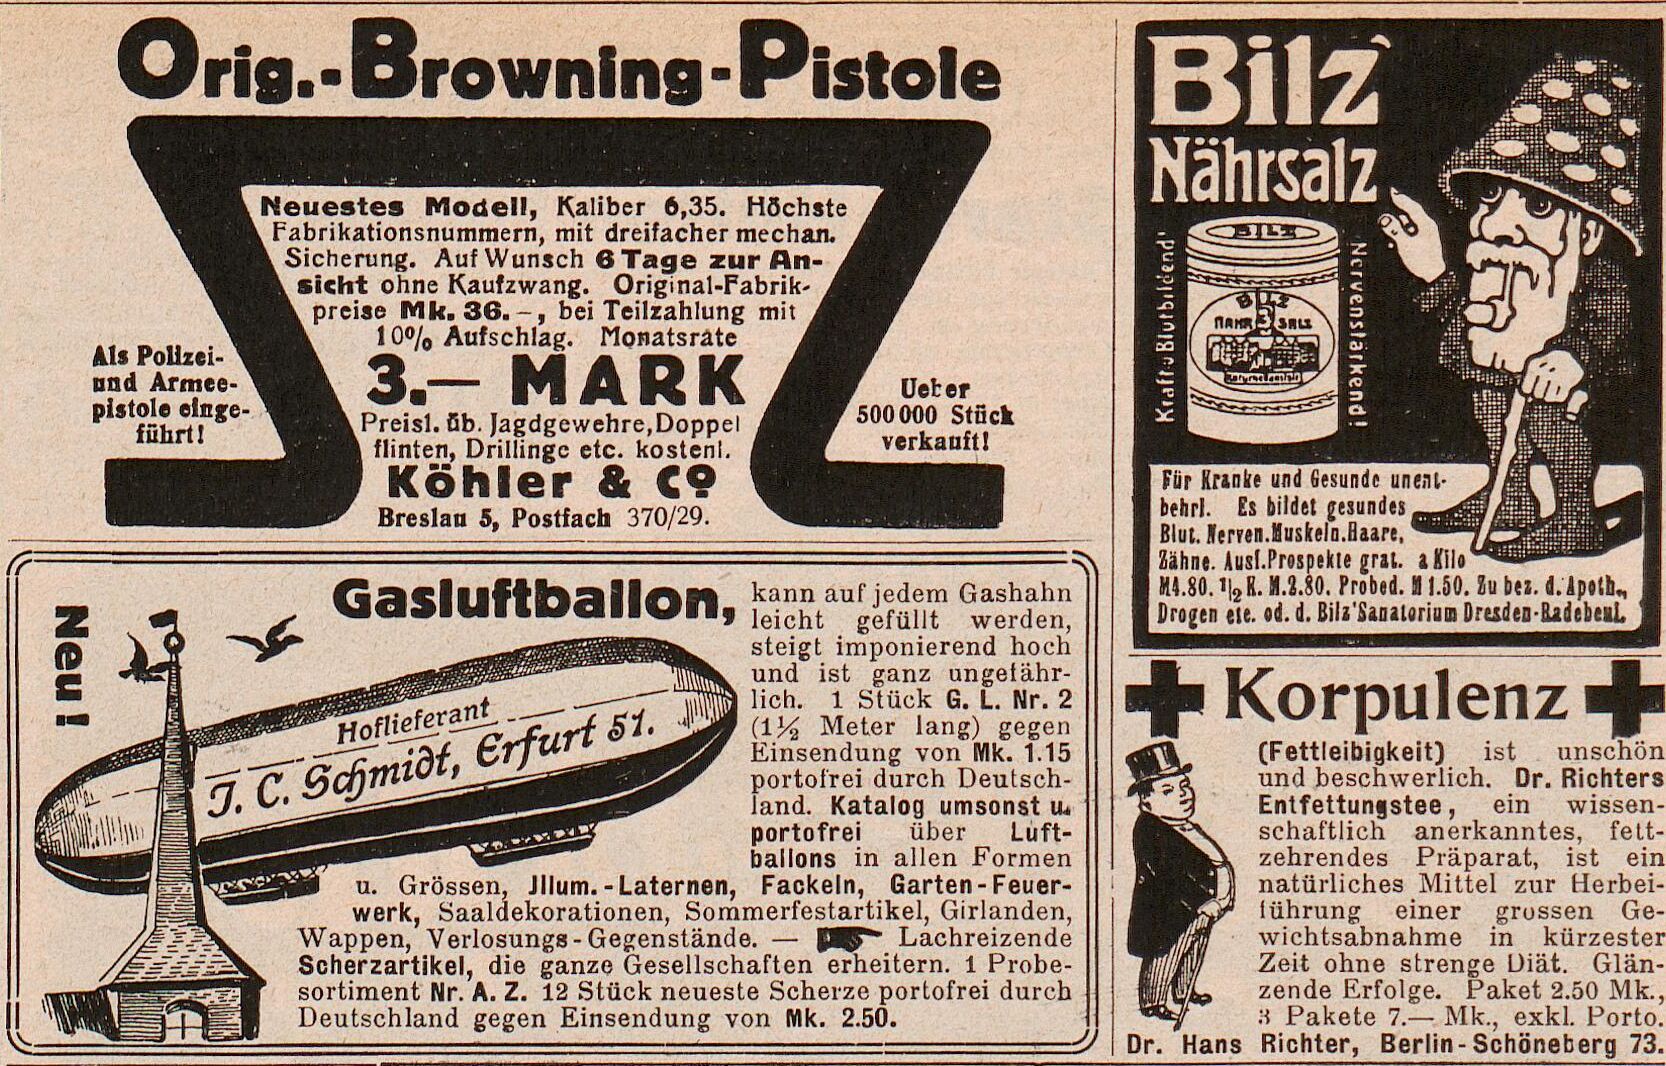 Orig.-Browning-Pistole
Neuestes Modell, Kaliber 6,35. Höchste
Fabrikationsnummern, mit dreifacher mechan.
Sicherung. Auf Wunsch 6 Tage zur An-
sicht ohne Kaufzwang. Original-Fabrik-
preise Mk. 36.–, bei Teilzahlung mit
10% Aufschlag. Monatsrate
3.— MARK
Preisl. üb. Jagdgewehre, Doppel
flinten, Drillinge etc. kostenl.
Köhler & Co
Breslau 5, Postfach 370/29.
Als Polizei-
und Armee-
pistole einge-
führt!
Ueber
500 000 Stück
verkauft!
Neu!
Gasluftballon,
Hoflieferant
J. C. Schmidt, Erfurt 51.
kann auf jedem Gashahn
leicht gefüllt werden,
steigt imponierend hoch
und ist ganz ungefähr-
lich. 1 Stück G. L. Nr. 2
(1½ Meter lang) gegen
Einsendung von Mk. 1.15
portofrei durch Deutsch-
land. Katalog umsonst u.
portofrei über Luft-
ballons in allen Formen
u. Grössen, Jllum.-Laternen, Fackeln, Garten-Feuer-
werk, Saaldekorationen, Sommerfestartikel, Girlanden,
Wappen, Verlosungs-Gegenstände. — Lachreizende
Scherzartikel, die ganze Gesellschaften erheitern. 1 Probe-
sortiment Nr. A. Z. 12 Stück neueste Scherze portofrei durch
Deutschland gegen Einsendung von Mk. 2.50.
Bilz'
Nährsalz
Kraft-u Blutbildend'
BILZ
BILZ
NAHR SALZ
Nervenstärkend!
Für Kranke und Gesunde unent-
behrl. Es bildet gesundes
Blut. Nerven. Muskeln. Haare,
Zähne. Ausf. Prospekte grat. a Kilo
M4.80. 1/2 K. M.2.80. Probed. M 1.50. Zu bez. d. Apoth.,
Drogen etc. od. d. Bilz' Sanatorium Dresden-Radebeul.
Korpulenz
(Fettleibigkeit) ist unschön
und beschwerlich. Dr. Richters
Entfettungstee, ein wissen-
schaftlich anerkanntes, fett-
zehrendes Präparat, ist ein
natürliches Mittel zur Herbei-
führung einer grossen Ge-
wichtsabnahme in kürzester
Zeit ohne strenge Diät. Glän-
zende Erfolge. Paket 2.50 Mk.,
3 Pakete 7.— Mk., exkl. Porto.
Dr. Hans Richter, Berlin-Schöneberg 73.